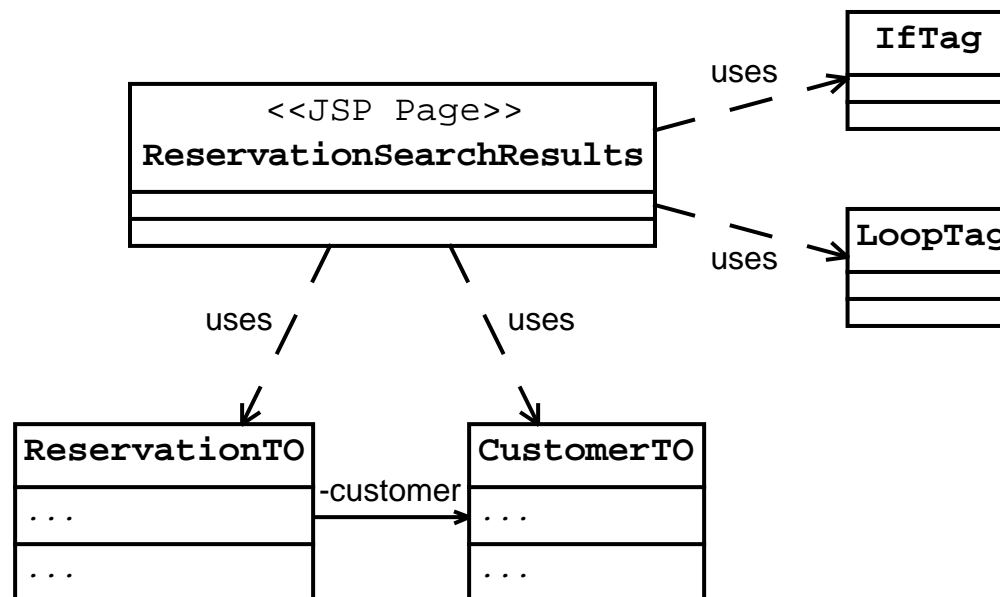 IfTag
uses
<<JSP Page>>
ReservationSearchResults
LoopTag
uses
uses
uses
ReservationTO
CustomerTO
-customer
...
...
...
...